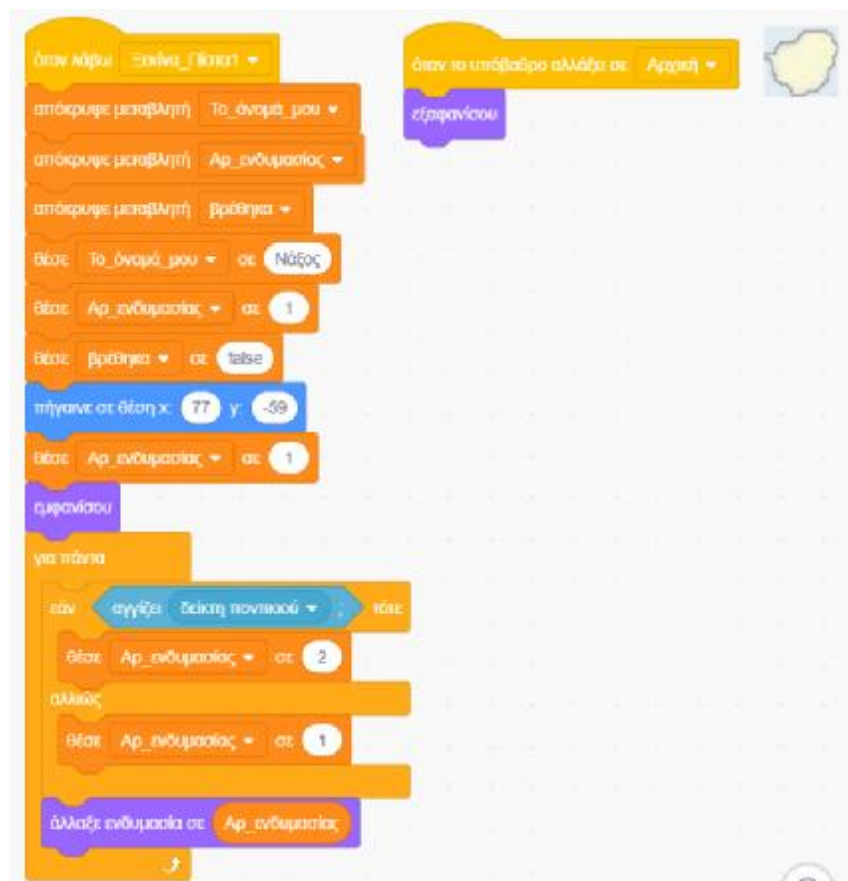 όταν λάβω Ξεκίνα_Πίστα1
απόκρυψε μεταβλητή Το_όνομά_μου
απόκρυψε μεταβλητή Αρ_ενδυμασίας
απόκρυψε μεταβλητή βρέθηκα
θέσε Το_όνομά_μου σε Νάξος
θέσε Αρ_ενδυμασίας σε 1
θέσε βρέθηκα σε false
πήγαινε σε θέση x: 77 y: -59
θέσε Αρ_ενδυμασίας σε 1
εμφανίσου
για πάντα
εάν αγγίζει δείκτη ποντικιού ; τότε
θέσε Αρ_ενδυμασίας σε 2
αλλιώς
θέσε Αρ_ενδυμασίας σε 1
άλλαξε ενδυμασία σε Αρ_ενδυμασίας
όταν το υπόβαθρο αλλάξει σε Αρχική
εξαφανίσου